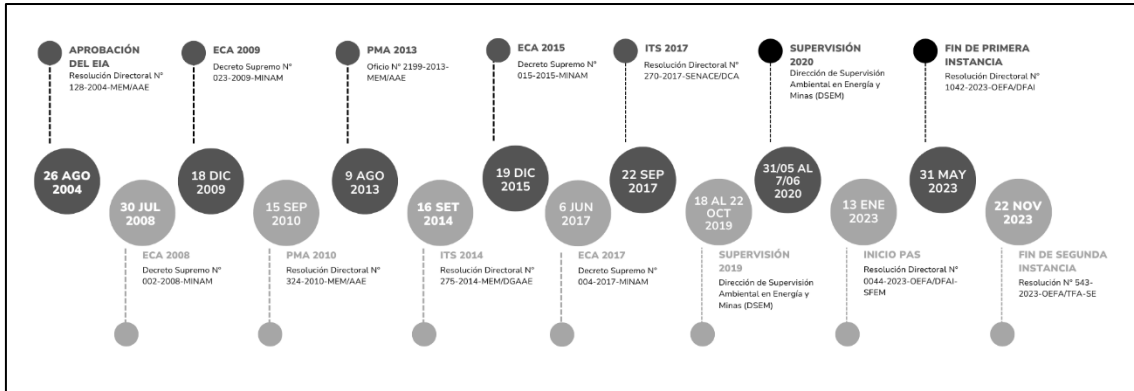 APROBACIÓN
DEL EIA
Resolución Directoral N°
128-2004-MEM/AAE
ECA 2009
Decreto Supremo N°
023-2009-MINAM
PMA 2013
Oficio N° 2199-2013-
MEM/AAE
ECA 2015
Decreto Supremo N°
015-2015-MINAM
ITS 2017
Resolución Directoral N°
270-2017-SENACE/DCA
SUPERVISIÓN
2020
Dirección de Supervisión
Ambiental en Energía y
Minas (DSEM)
FIN DE PRIMERA
INSTANCIA
Resolución Directoral N°
1042-2023-OEFA/DFAI
26 AGO
2004
30 JUL
2008
18 DIC
2009
15 SEP
2010
9 AGO
2013
16 SET
2014
19 DIC
2015
6 JUN
2017
22 SEP
2017
18 AL 22
OCT
2019
31/05 AL
7/06
2020
13 ENE
2023
31 MAY
2023
22 NOV
2023
ECA 2008
Decreto Supremo N°
002-2008-MINAM
PMA 2010
Resolución Directoral N°
324-2010-MEM/AAE
ITS 2014
Resolución Directoral N°
275-2014-MEM/DGAAE
ECA 2017
Decreto Supremo N°
004-2017-MINAM
SUPERVISIÓN
2019
Dirección de Supervisión
Ambiental en Energía y
Minas (DSEM)
INICIO PAS
Resolución Directoral N°
0044-2023-OEFA/DFAI-
SFEM
FIN DE SEGUNDA
INSTANCIA
Resolución N° 543-
2023-OEFA/TFA-SE